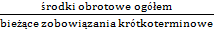 środki obrotowe ogółem
bieżące zobowiązania krótkoterminowe